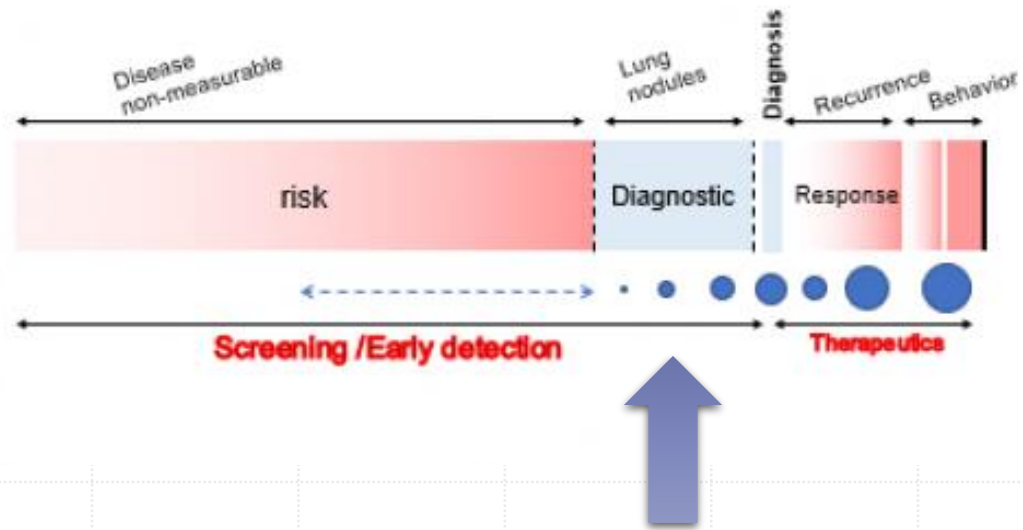 Disease
non-measurable
Lung
nodules
Diagnosis
Recurrence
Behavior
risk
Diagnostic
Response
Screening /Early detection
Therapeutics